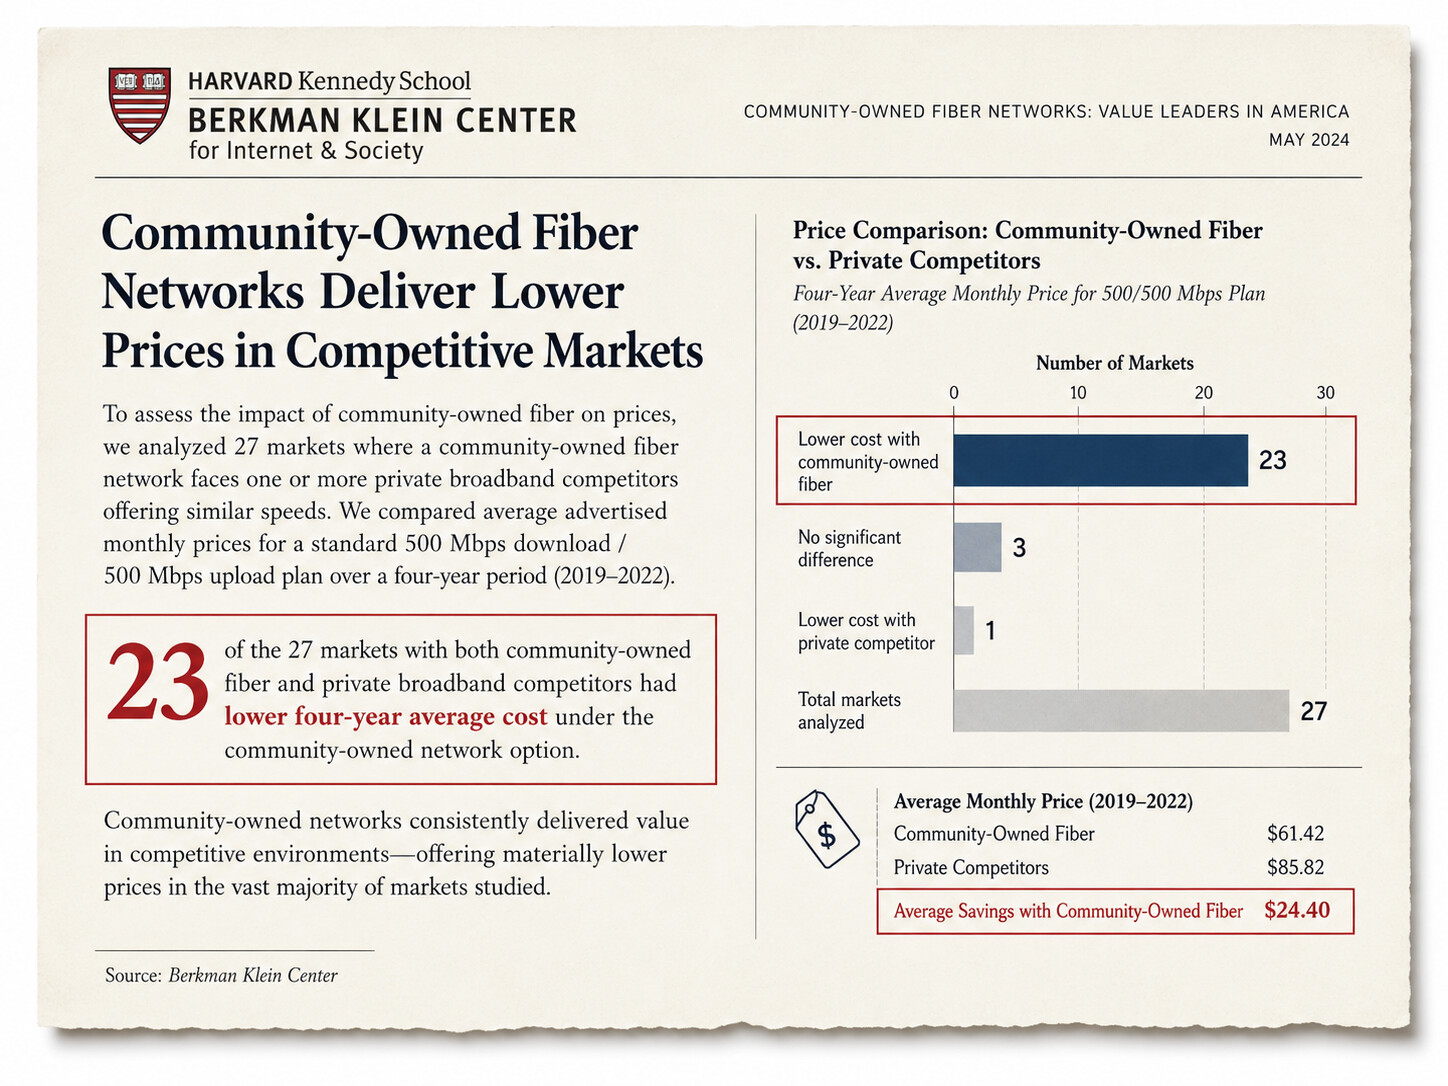 HARVARD Kennedy School
BERKMAN KLEIN CENTER
for Internet & Society
COMMUNITY-OWNED FIBER NETWORKS: VALUE LEADERS IN AMERICA
MAY 2024
Community-Owned Fiber
Networks Deliver Lower
Prices in Competitive Markets
To assess the impact of community-owned fiber on prices,
we analyzed 27 markets where a community-owned fiber
network faces one or more private broadband competitors
offering similar speeds. We compared average advertised
monthly prices for a standard 500 Mbps download /
500 Mbps upload plan over a four-year period (2019–2022).
23
of the 27 markets with both community-owned
fiber and private broadband competitors had
lower four-year average cost under the
community-owned network option.
Community-owned networks consistently delivered value
in competitive environments—offering materially lower
prices in the vast majority of markets studied.
Source: Berkman Klein Center
Price Comparison: Community-Owned Fiber
vs. Private Competitors
Four-Year Average Monthly Price for 500/500 Mbps Plan
(2019–2022)
Number of Markets
0 10 20 30
Lower cost with
community-owned
fiber
23
No significant
difference
3
Lower cost with
private competitor
1
Total markets
analyzed
27
$
Average Monthly Price (2019–2022)
Community-Owned Fiber $61.42
Private Competitors $85.82
Average Savings with Community-Owned Fiber $24.40